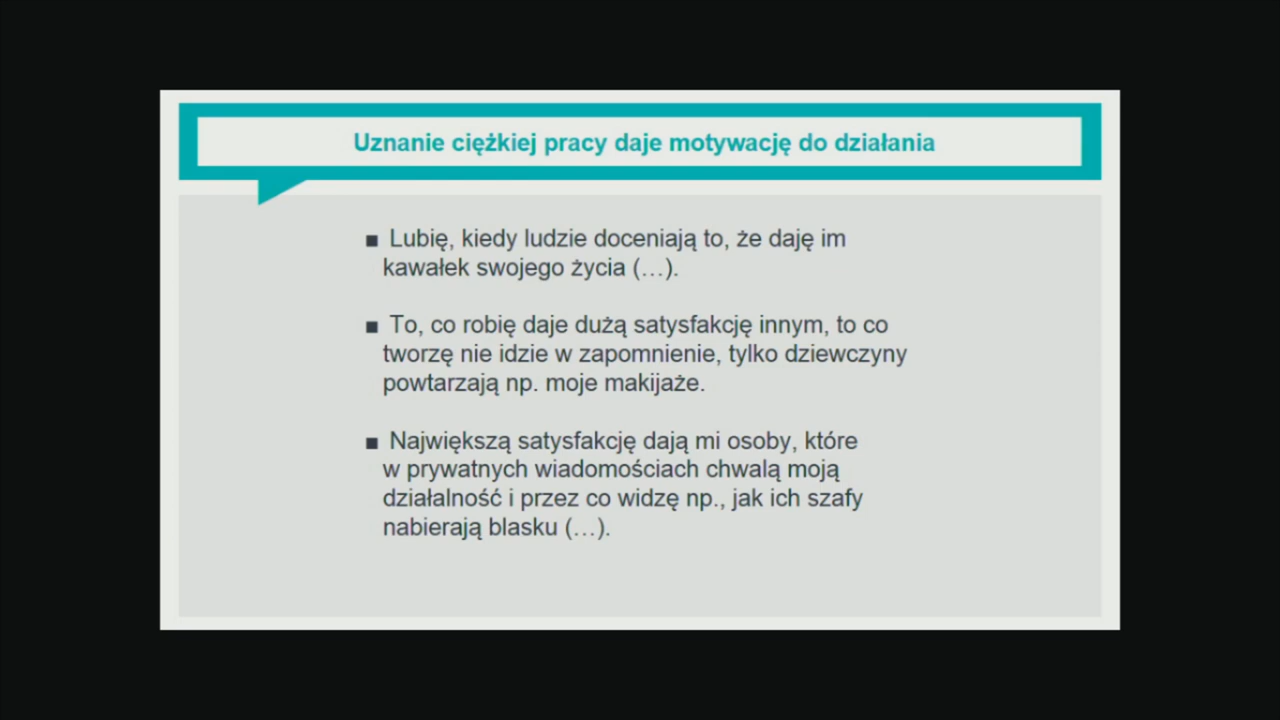 Uznanie ciężkiej pracy daje motywację do działania
▪ Lubię, kiedy ludzie doceniają to, że daję im
kawałek swojego życia (…).
▪ To, co robię daje dużą satysfakcję innym, to co
tworzę nie idzie w zapomnienie, tylko dziewczyny
powtarzają np. moje makijaże.
▪ Największą satysfakcję dają mi osoby, które
w prywatnych wiadomościach chwalą moją
działalność i przez co widzę np., jak ich szafy
nabierają blasku (…).